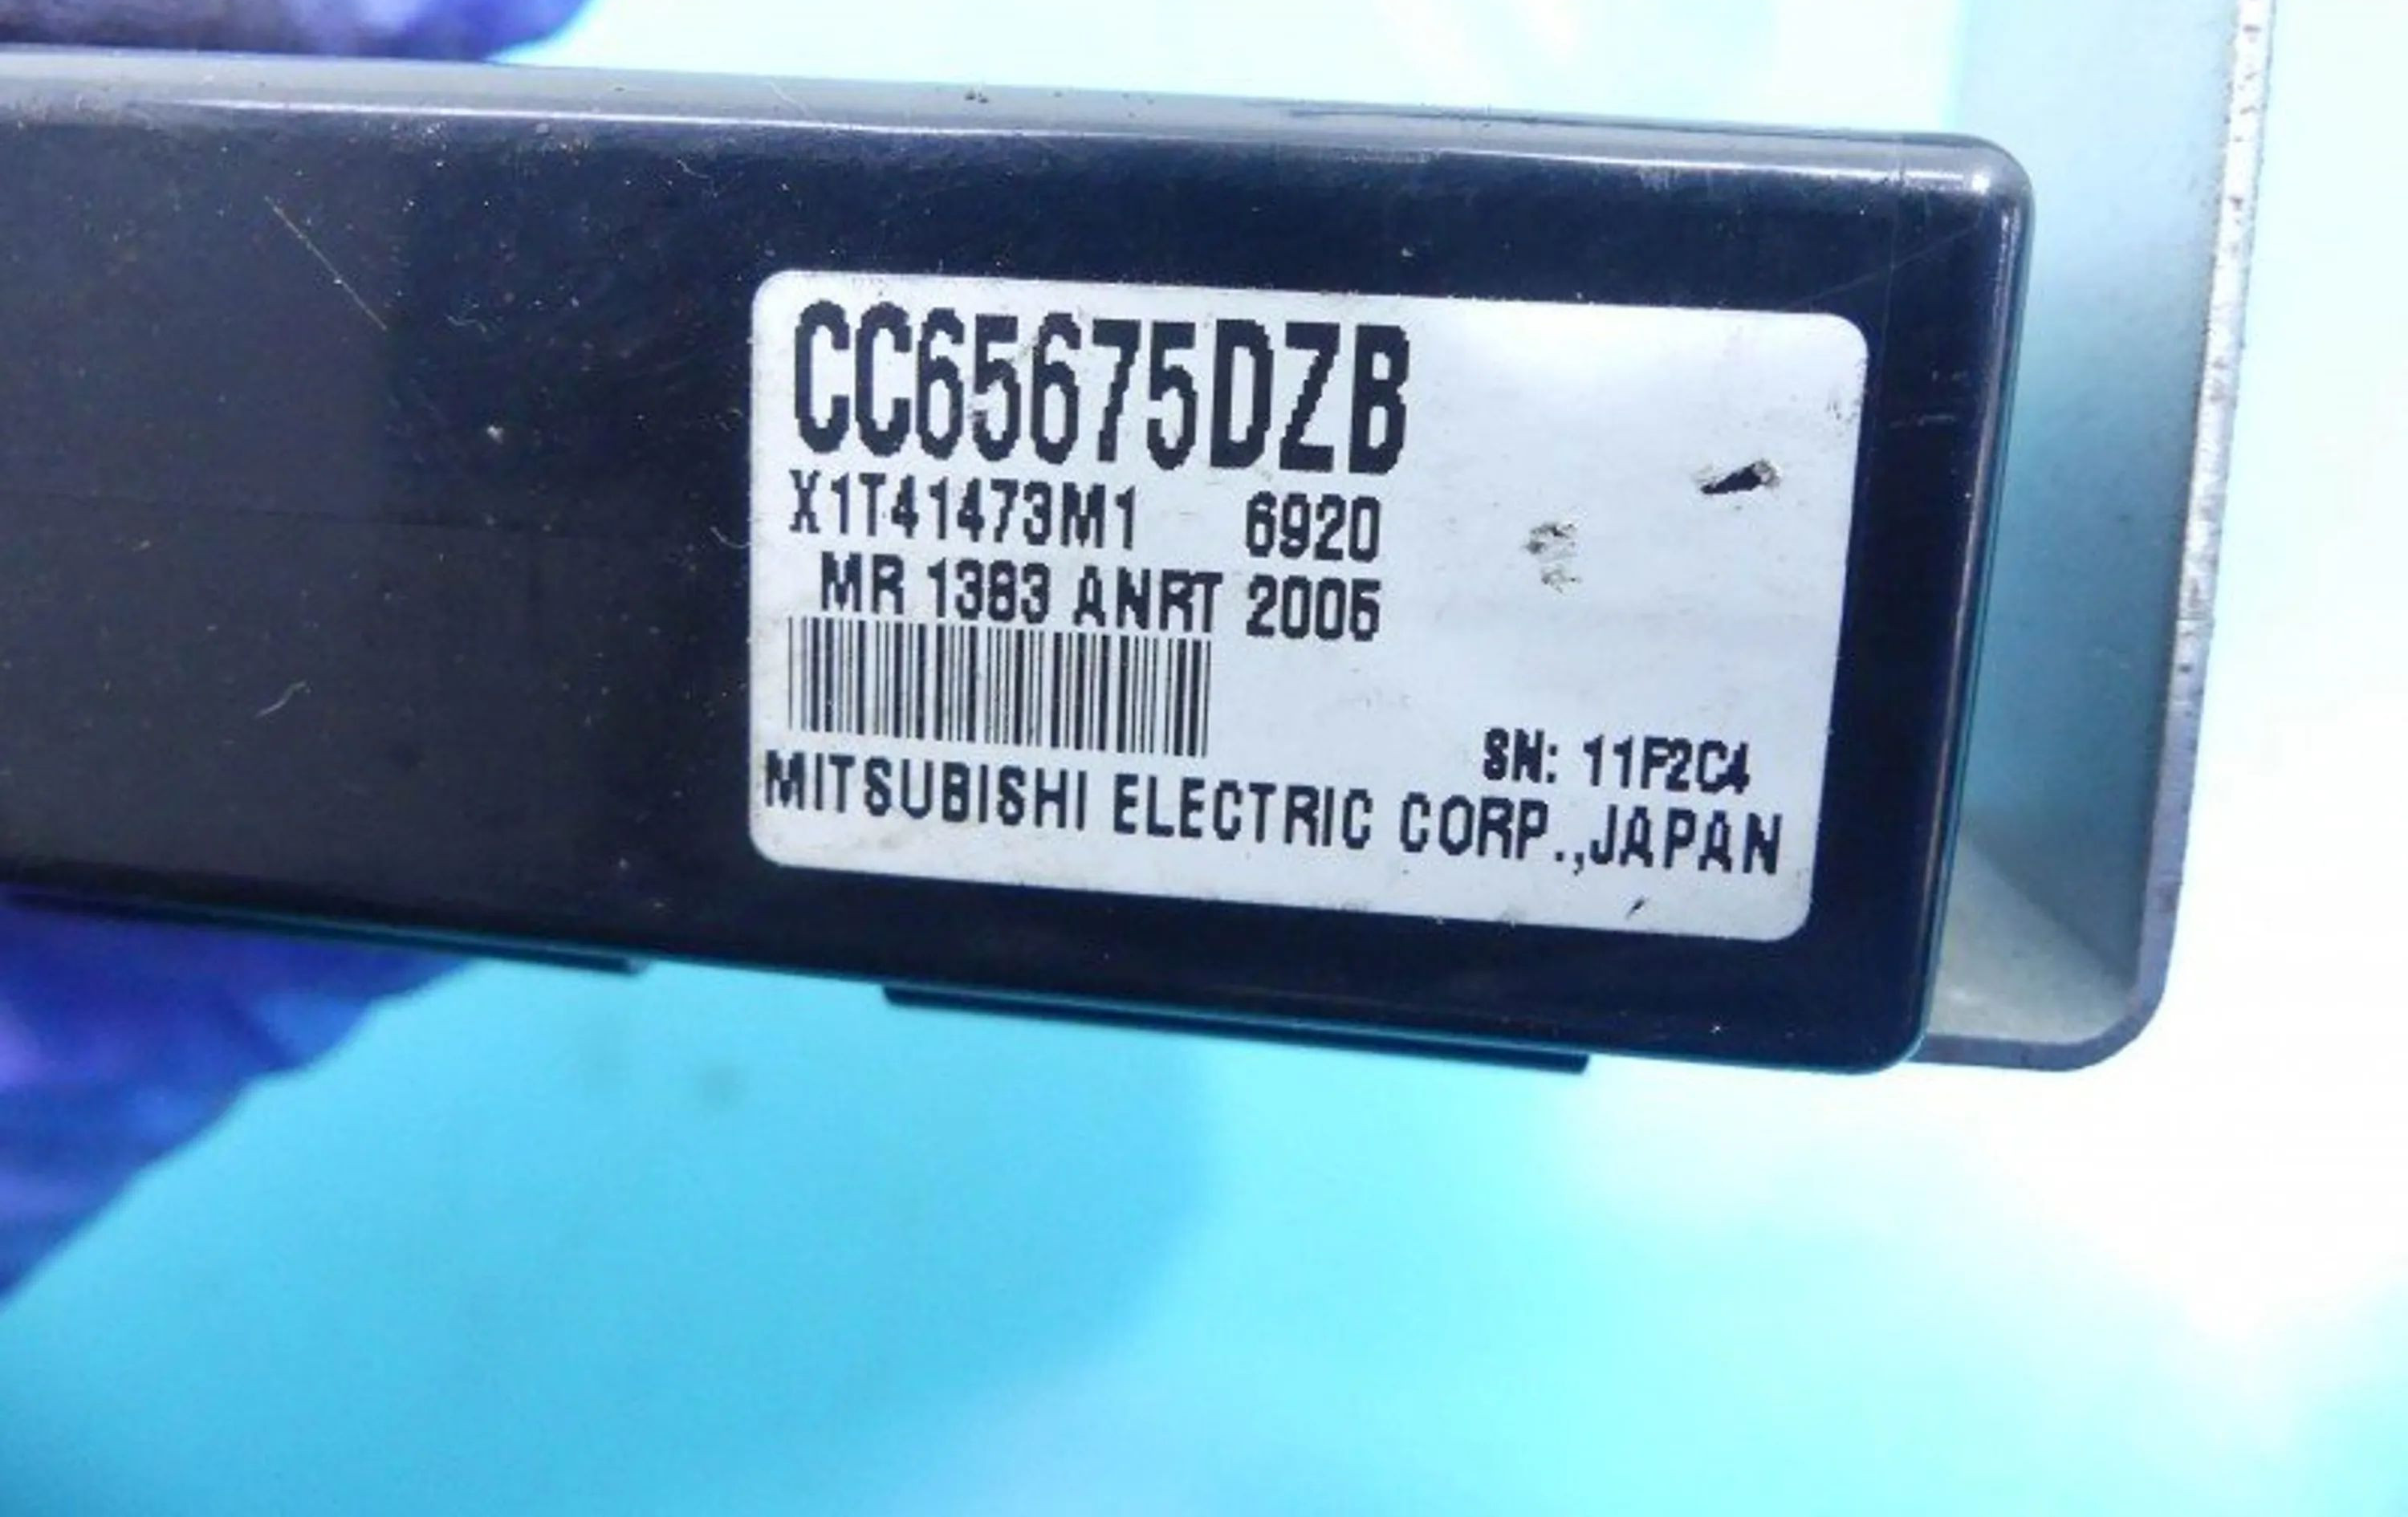 CC65675DZB
X1T41473M1 6920
MR 1383 ANRT 2005
SN: 11F2C4
MITSUBISHI ELECTRIC CORP.,JAPAN